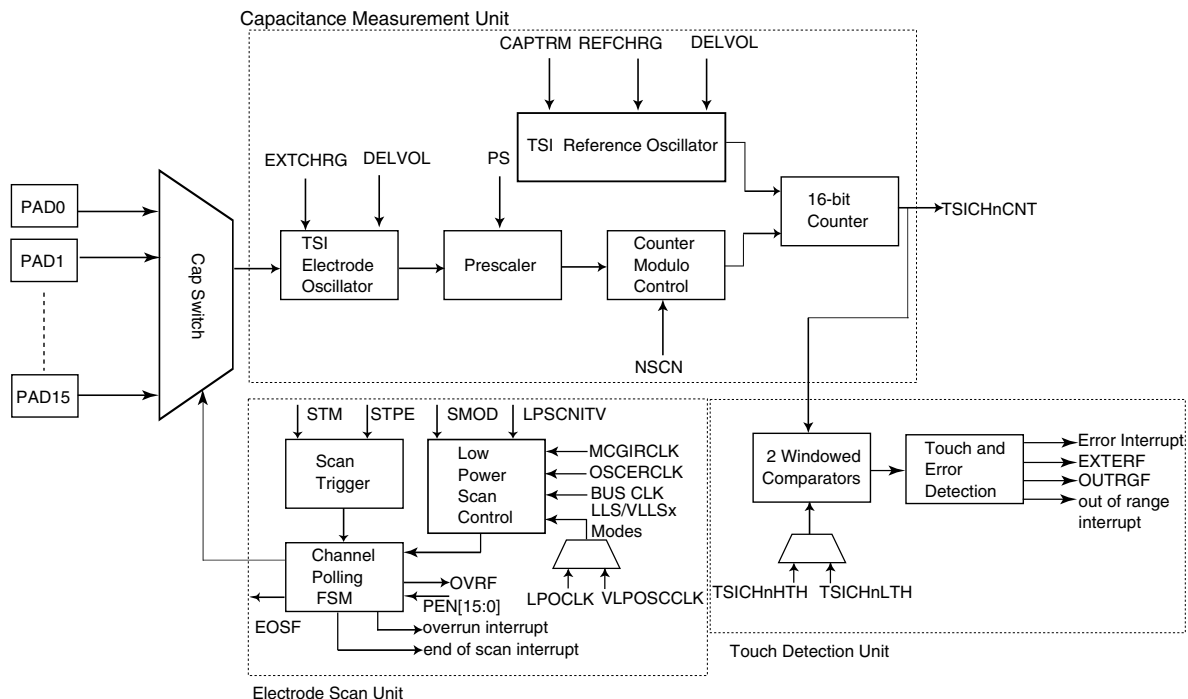 Capacitance Measurement Unit
CAPTRM REFCHRG DELVOL
TSI Reference Oscillator
EXTCHRG DELVOL PS
PAD0
PAD1
PAD15
Cap Switch
TSI
Electrode
Oscillator
Prescaler
Counter
Modulo
Control
16-bit
Counter
TSICHnCNT
NSCN
STM STPE SMOD LPSCNITV
Scan
Trigger
Low
Power
Scan
Control
MCGIRCLK
OSCERCLK
BUS CLK
LLS/VLLSx
Modes
LPOCLK VLPOSCCLK
Channel
Polling
FSM
OVRF
PEN[15:0]
EOSF
overrun interrupt
end of scan interrupt
Electrode Scan Unit
2 Windowed
Comparators
TSICHnHTH TSICHnLTH
Touch and
Error
Detection
Error Interrupt
EXTERF
OUTRGF
out of range
interrupt
Touch Detection Unit